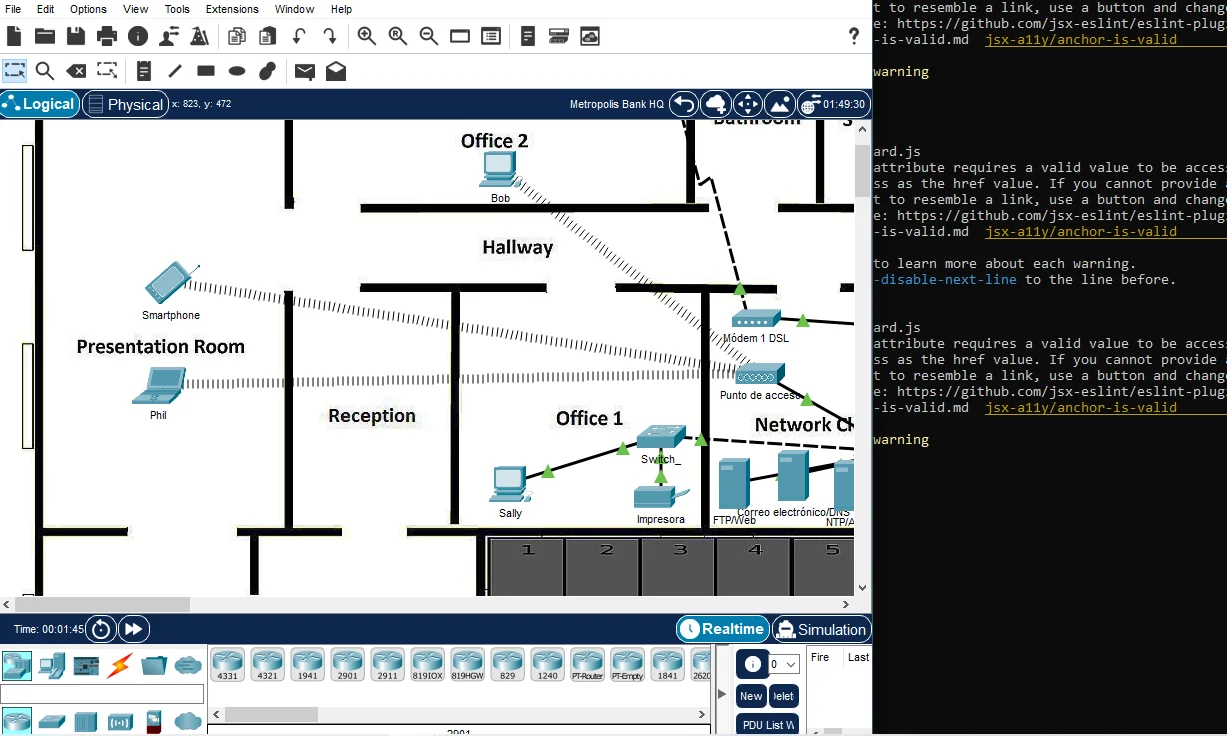 File Edit Options View Tools Extensions Window Help
?
Logical
Physical
x: 823, y: 472
Metropolis Bank HQ
01:49:30
Office 2
Bob
Hallway
Smartphone
Módem 1 DSL
Presentation Room
Punto de acceso
Phil
Reception
Office 1
Network
Switch_
Sally
Impresora
FTP/Web
Correo electrónico/DNS
NTP/A
1 2 3 4 5
Time: 00:01:45
Realtime
Simulation
4331 4321 1941 2901 2911 819IOX 819HGW 829 1240 PT-Router PT-Empty 1841 2620
0
Fire Last
New
PDU List W
2901
t to resemble a link, use a button and chang
e: https://github.com/jsx-eslint/eslint-plugi
-is-valid.md jsx-a11y/anchor-is-valid
warning
ard.js
attribute requires a valid value to be acces
ss as the href value. If you cannot provide a
t to resemble a link, use a button and chang
e: https://github.com/jsx-eslint/eslint-plugi
-is-valid.md jsx-a11y/anchor-is-valid
to learn more about each warning.
-disable-next-line to the line before.
ard.js
attribute requires a valid value to be acces
ss as the href value. If you cannot provide a
t to resemble a link, use a button and chang
e: https://github.com/jsx-eslint/eslint-plugi
-is-valid.md jsx-a11y/anchor-is-valid
warning